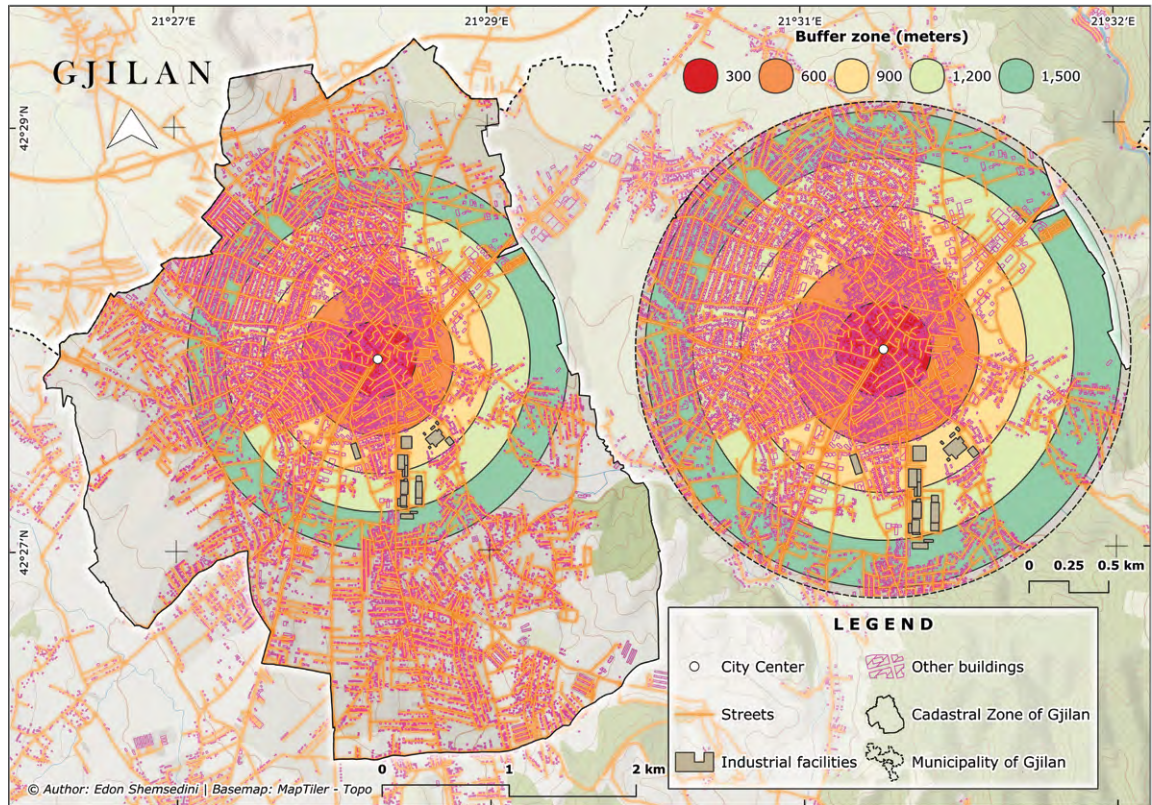 21°27′E 21°29′E 21°31′E 21°32′E
GJILAN
Buffer zone (meters)
300 600 900 1,200 1,500
42°29′N
42°27′N
0 0.25 0.5 km
LEGEND
City Center
Other buildings
Streets
Cadastral Zone of Gjilan
Industrial facilities
Municipality of Gjilan
0 1 2 km
© Author: Edon Shemsedini | Basemap: MapTiler - Topo